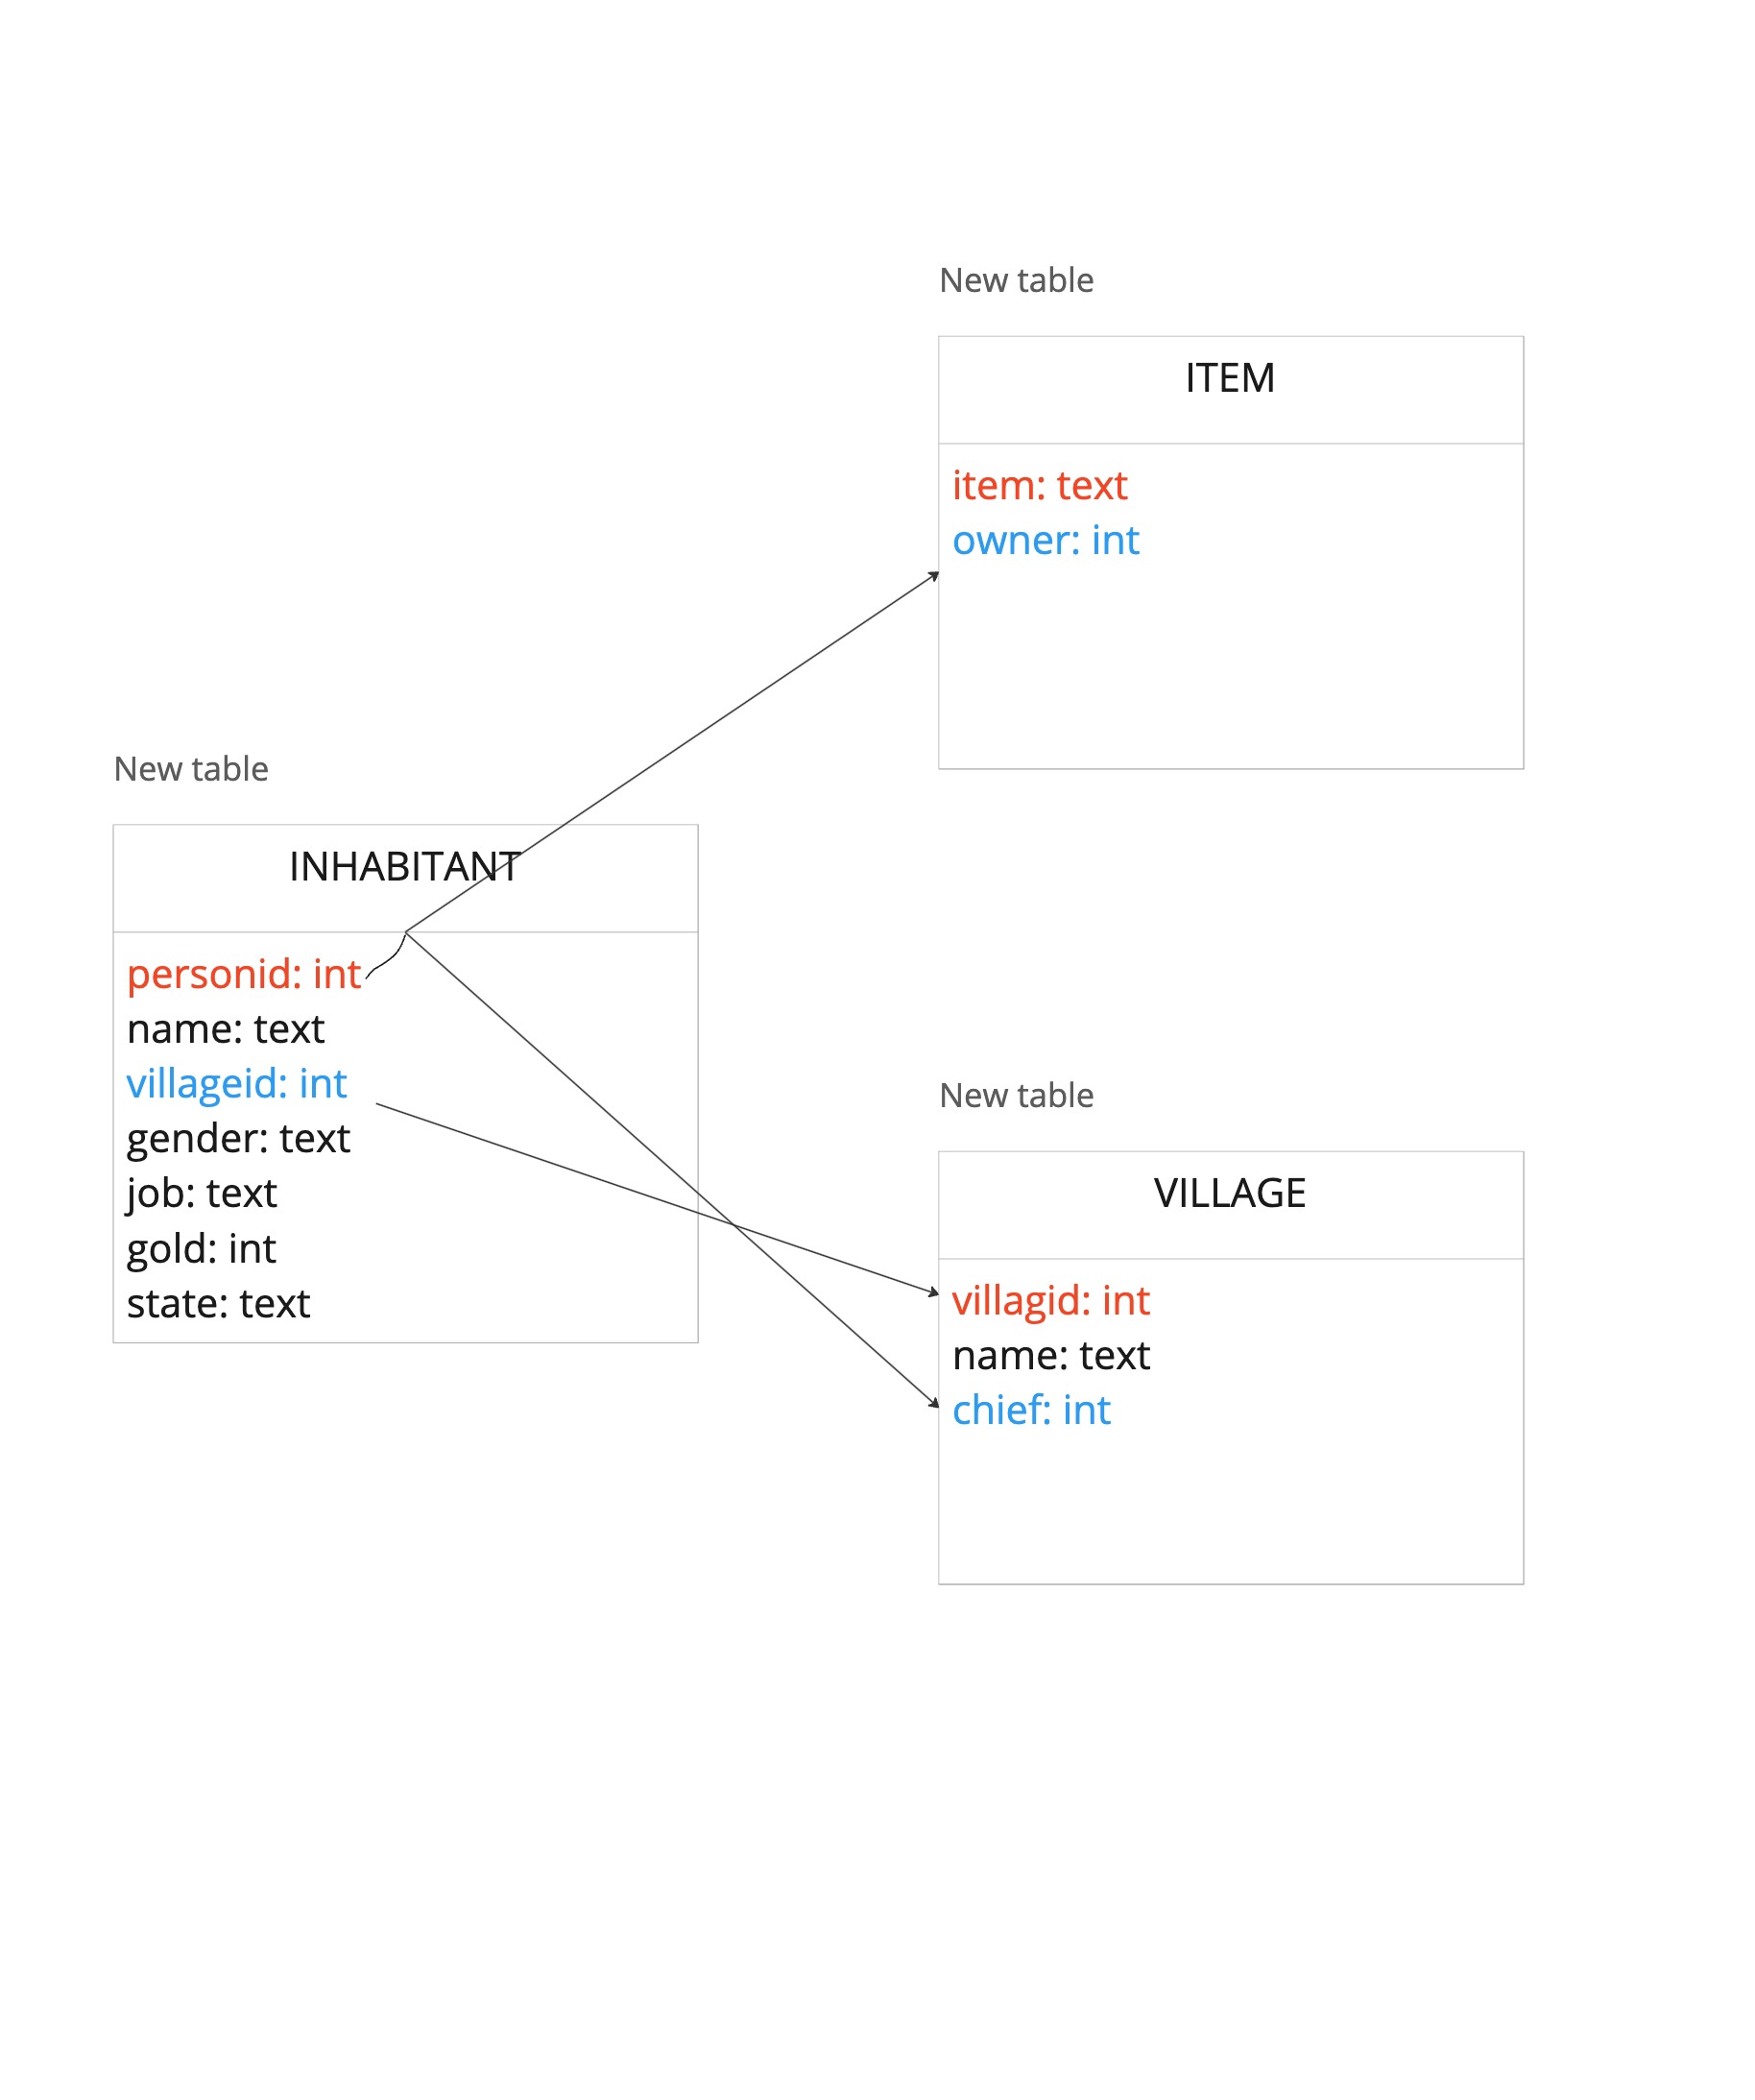 New table
ITEM
item: text
owner: int
New table
INHABITANT
personid: int
name: text
villageid: int
gender: text
job: text
gold: int
state: text
New table
VILLAGE
villagid: int
name: text
chief: int